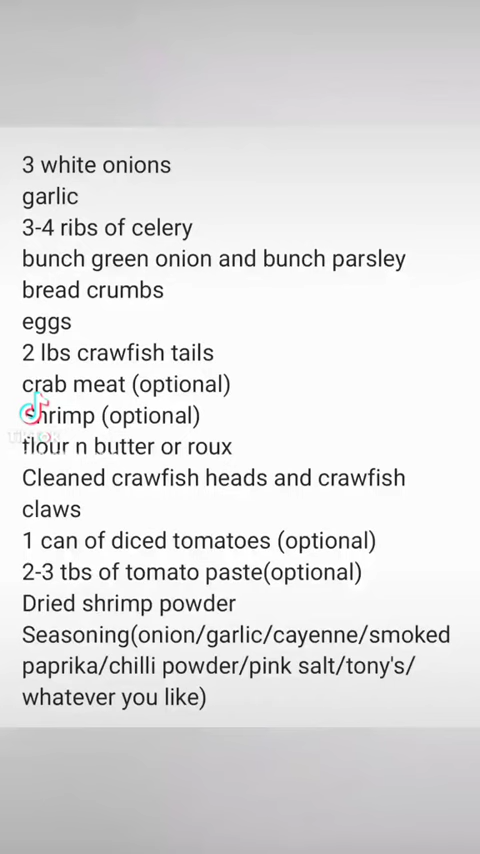 3 white onions
garlic
3-4 ribs of celery
bunch green onion and bunch parsley
bread crumbs
eggs
2 lbs crawfish tails
crab meat (optional)
shrimp (optional)
flour n butter or roux
Cleaned crawfish heads and crawfish
claws
1 can of diced tomatoes (optional)
2-3 tbs of tomato paste(optional)
Dried shrimp powder
Seasoning(onion/garlic/cayenne/smoked
paprika/chilli powder/pink salt/tony's/
whatever you like)